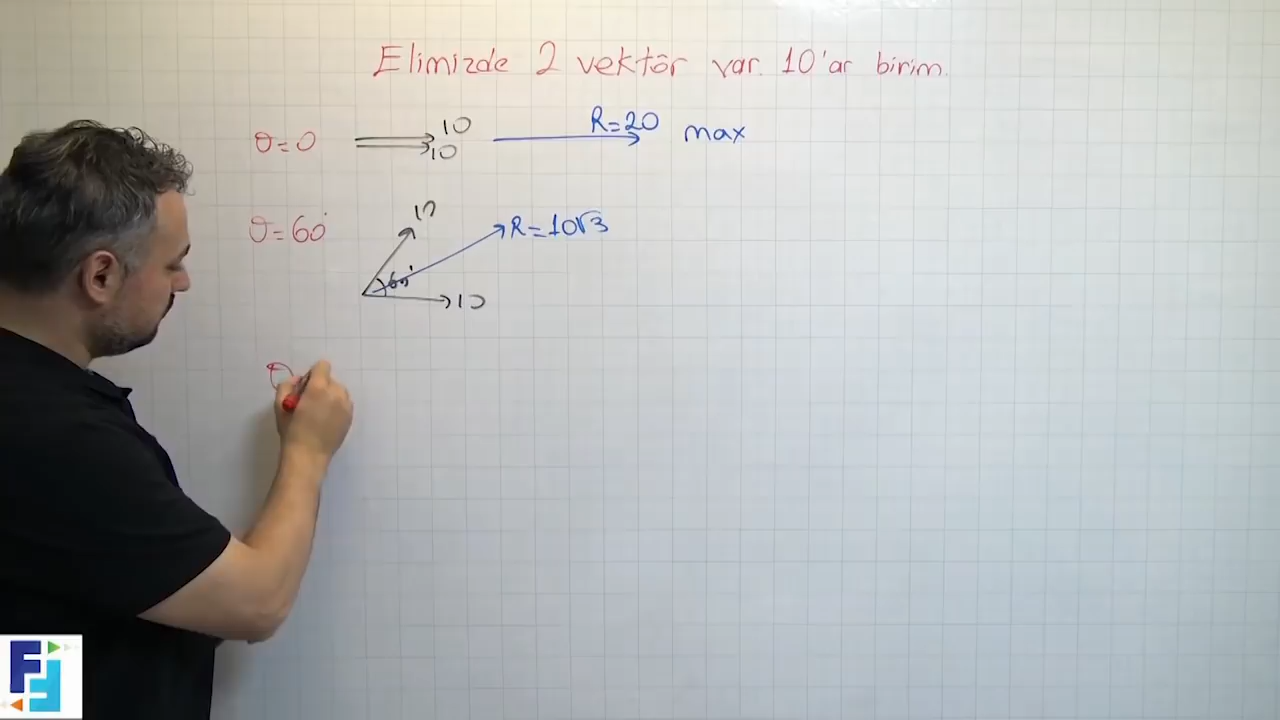 Elimizde 2 vektör var. 10'ar birim.
θ=0 10 10 R=20 max
θ=60° 10 60° 10 R=10√3
θ